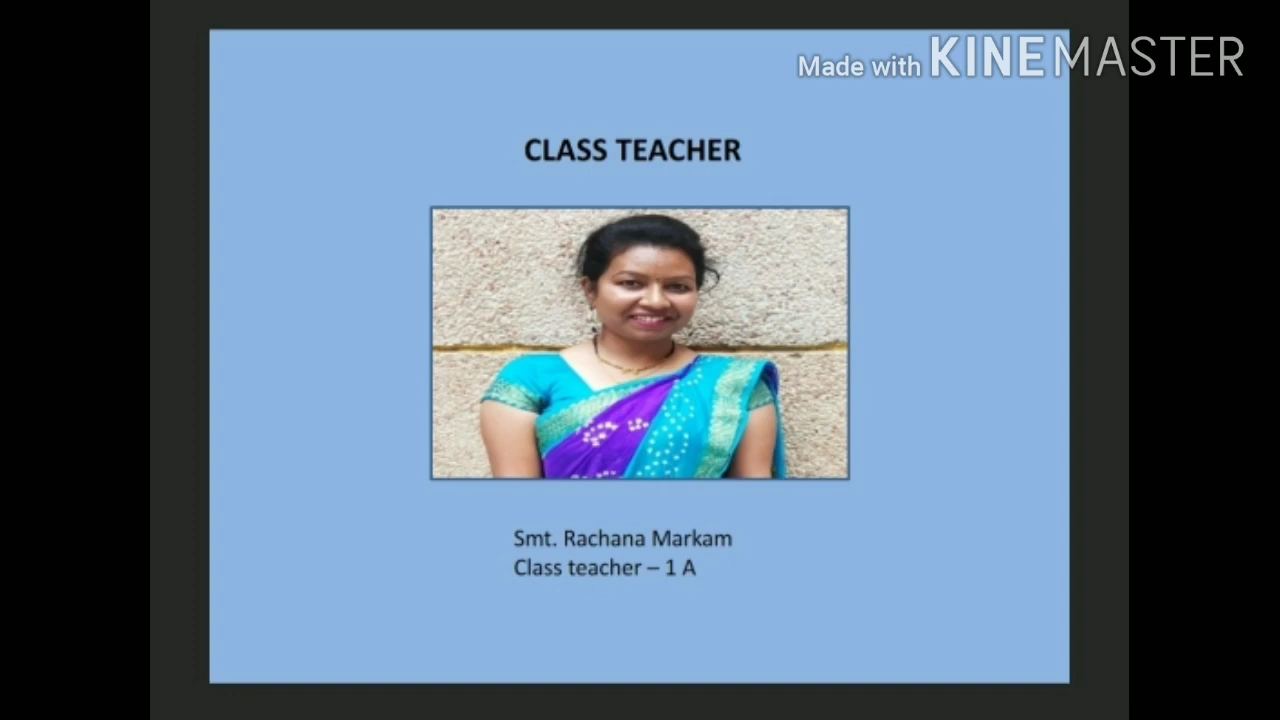 Made with KINEMASTER
CLASS TEACHER
Smt. Rachana Markam
Class teacher – 1 A